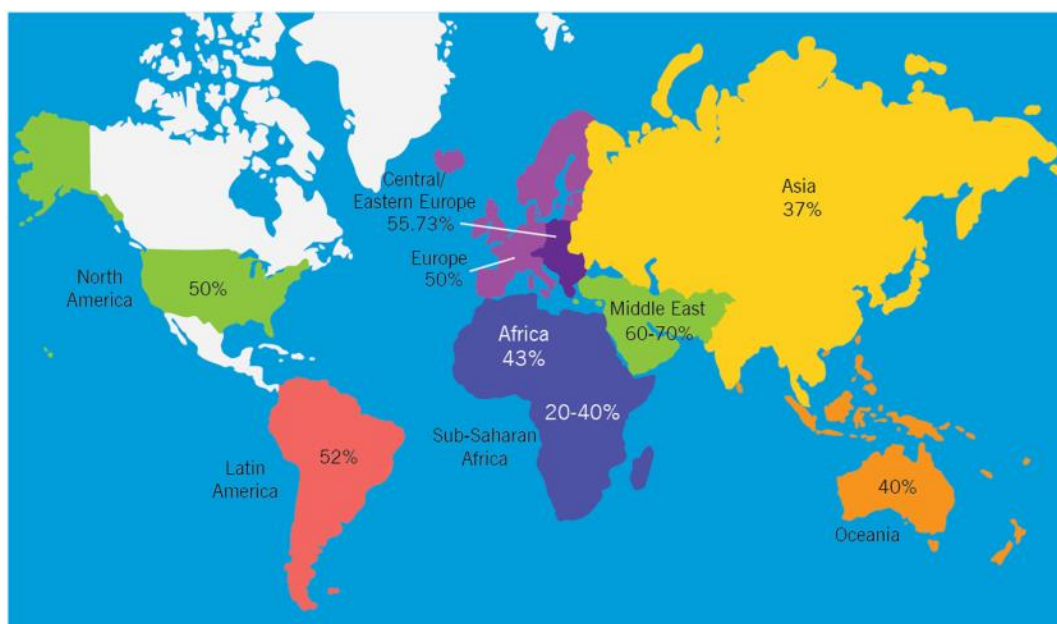 Central/
Eastern Europe
55.73%
Europe
50%
Asia
37%
North
America
50%
Middle East
60-70%
Africa
43%
20-40%
Sub-Saharan
Africa
Latin
America
52%
40%
Oceania